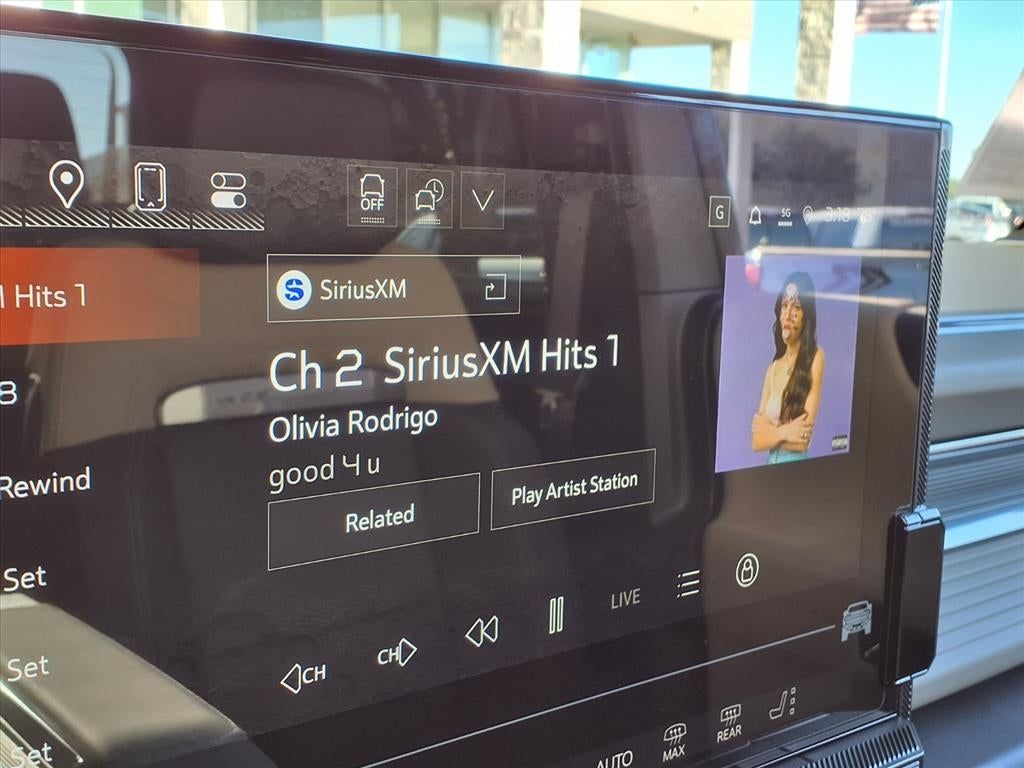 OFF
G
5G
3:18
SiriusXM
Hits 1
Ch 2 SiriusXM Hits 1
8
Olivia Rodrigo
good 4 u
Rewind
Related
Play Artist Station
Set
LIVE
CH
CH
Set
Set
AUTO
MAX
REAR